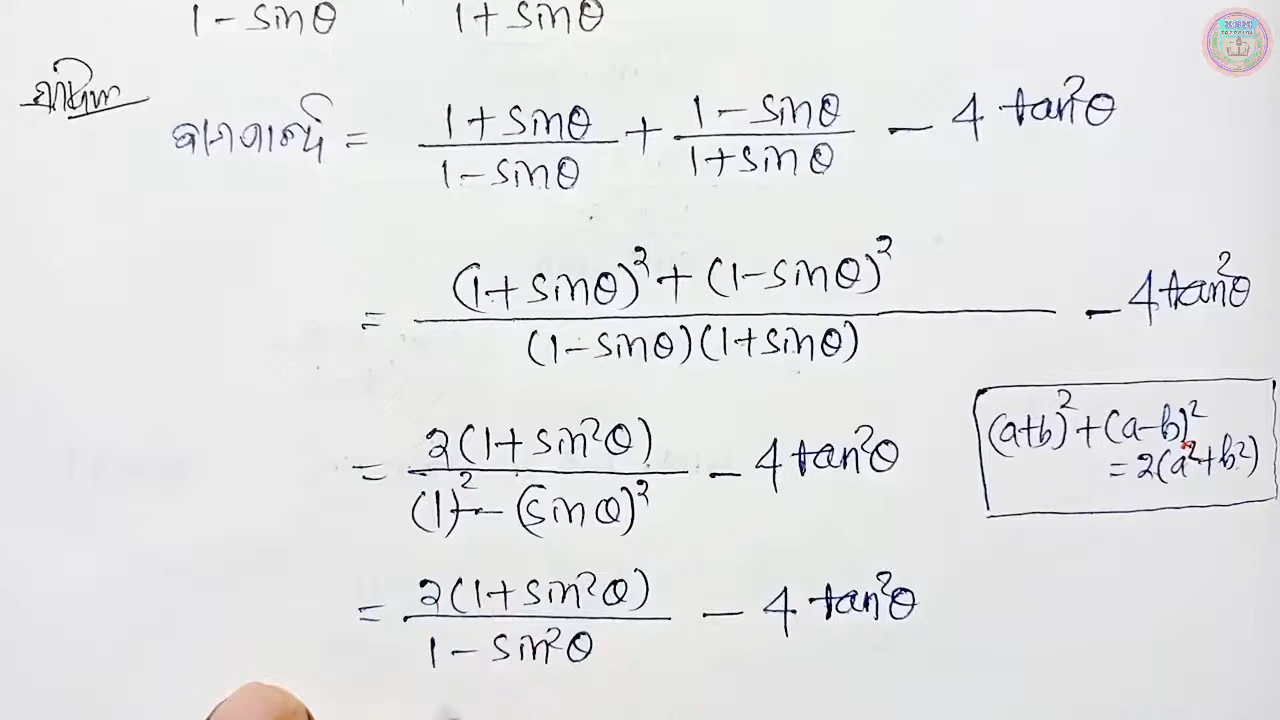 1 - sinθ 1 + sinθ
ପ୍ରମାଣ
ବାମପାର୍ଶ୍ୱ = (1 + sinθ)/(1 - sinθ) + (1 - sinθ)/(1 + sinθ) - 4 tan²θ
= ((1 + sinθ)² + (1 - sinθ)²)/((1 - sinθ)(1 + sinθ)) - 4 tan²θ
(a+b)² + (a-b)²
= 2(a² + b²)
= 2(1 + sin²θ)/((1)² - (sinθ)²) - 4 tan²θ
= 2(1 + sin²θ)/(1 - sin²θ) - 4 tan²θ